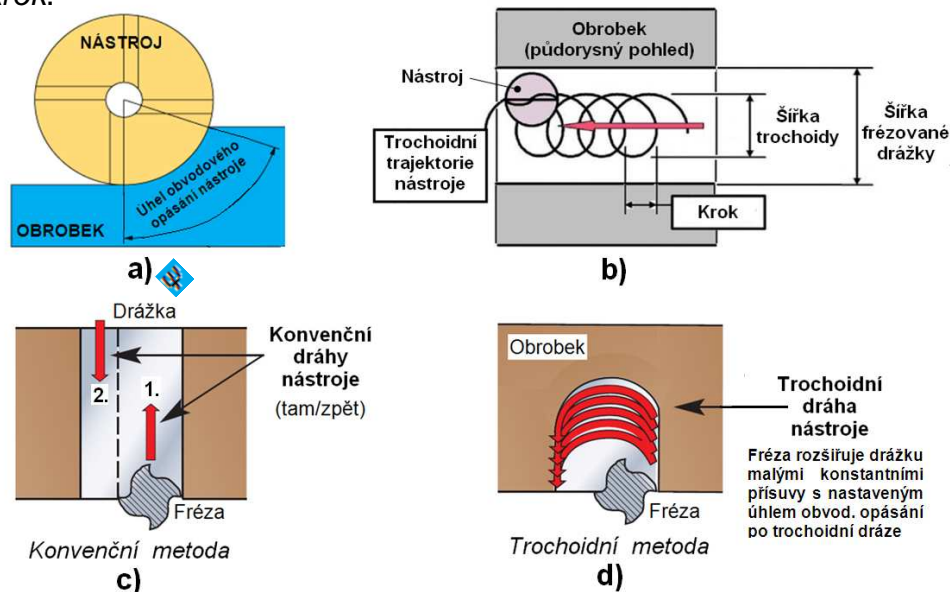 NÁSTROJ
Úhel obvodového
opásání nástroje
OBROBEK
a)
Obrobek
(půdorysný pohled)
Nástroj
Trochoidní
trajektorie
nástroje
Šířka
trochoidy
Šířka
frézované
drážky
Krok
b)
Drážka
2.
1.
Konvenční
dráhy
nástroje
(tam/zpět)
Fréza
Konvenční metoda
c)
Obrobek
Trochoidní
dráha
nástroje
Fréza rozšiřuje drážku
malými konstantními
přísuvy s nastaveným
úhlem obvod. opásání
po trochoidní dráze
Fréza
Trochoidní metoda
d)